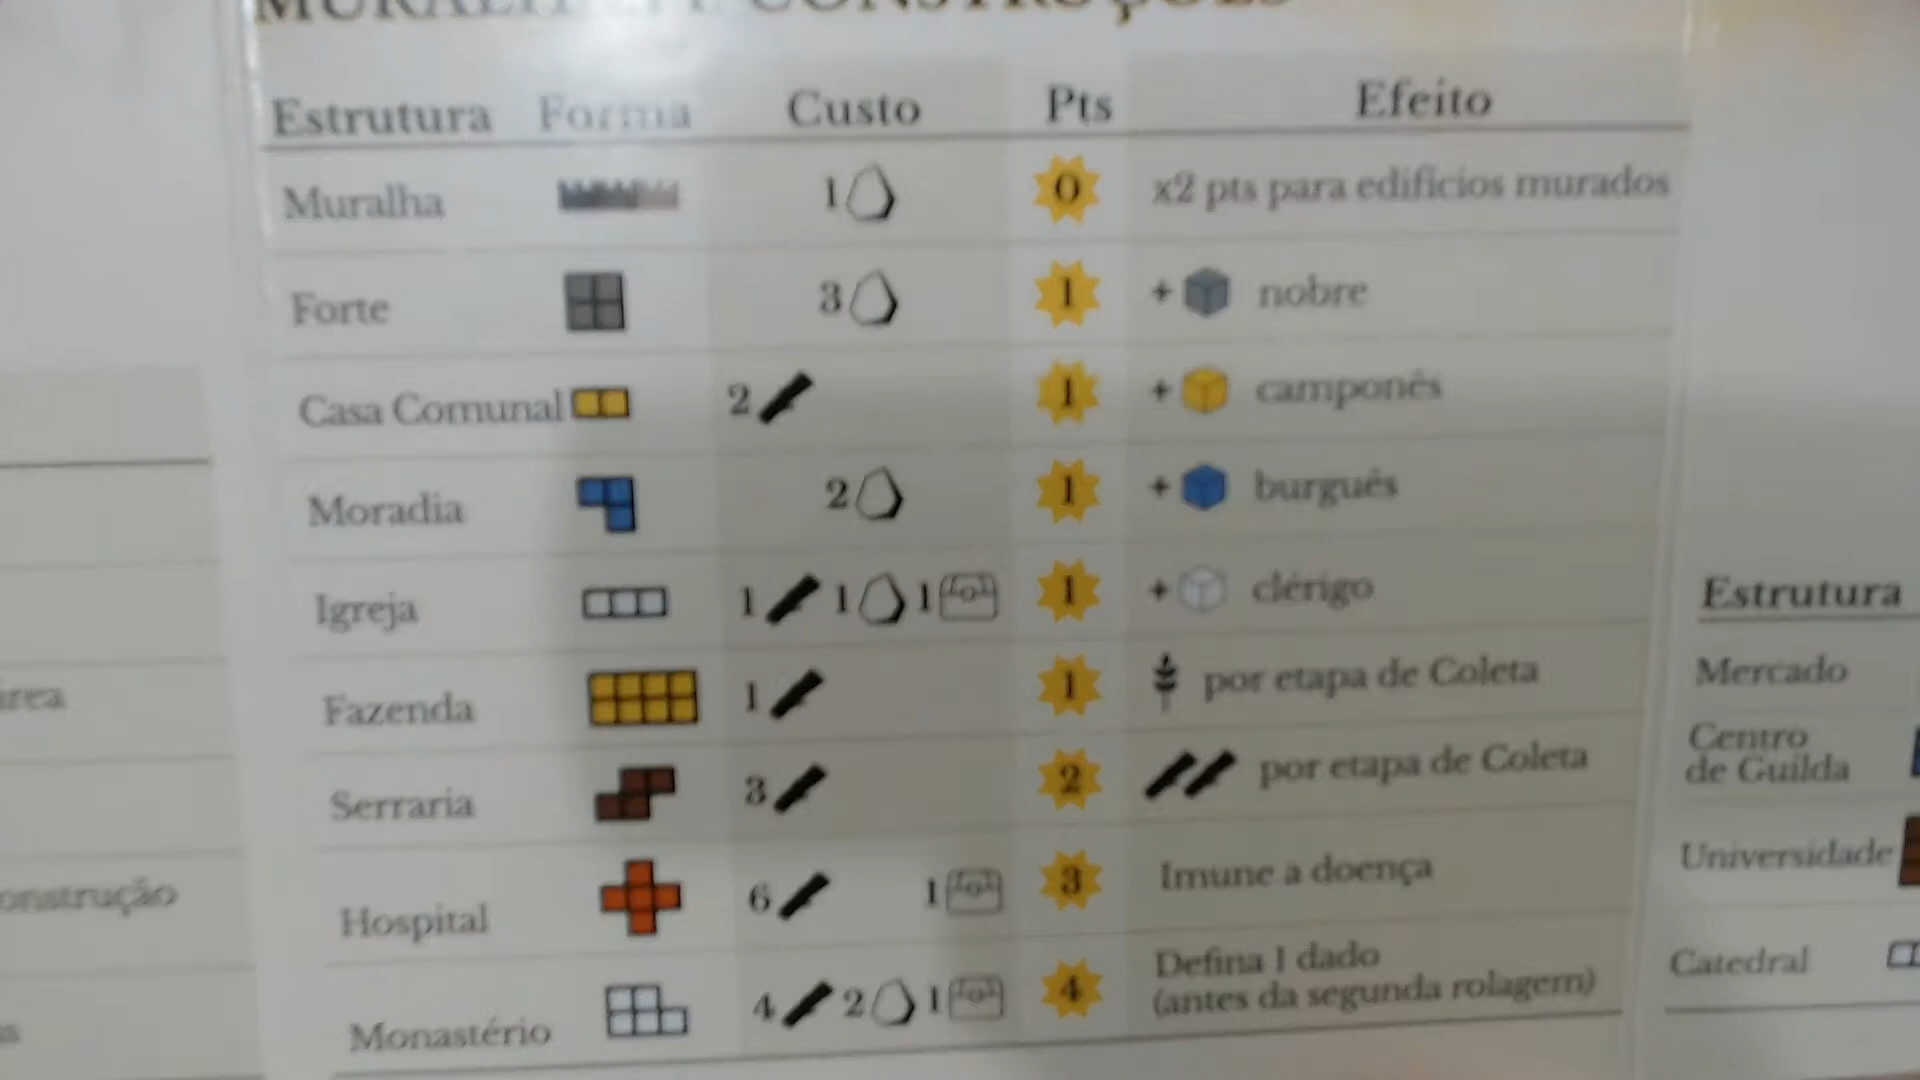 Estrutura Forma Custo Pts Efeito
Muralha 1 0 x2 pts para edifícios murados
Forte 3 1 + nobre
Casa Comunal 2 1 + camponês
Moradia 2 1 + burguês
Igreja 1 1 1 1 + clérigo
Fazenda 1 1 por etapa de Coleta
Serraria 3 2 por etapa de Coleta
Hospital 6 1 3 Imune a doença
Monastério 4 2 1 4 Defina 1 dado
(antes da segunda rolagem)
Estrutura
Mercado
Centro
de Guilda
Universidade
Catedral